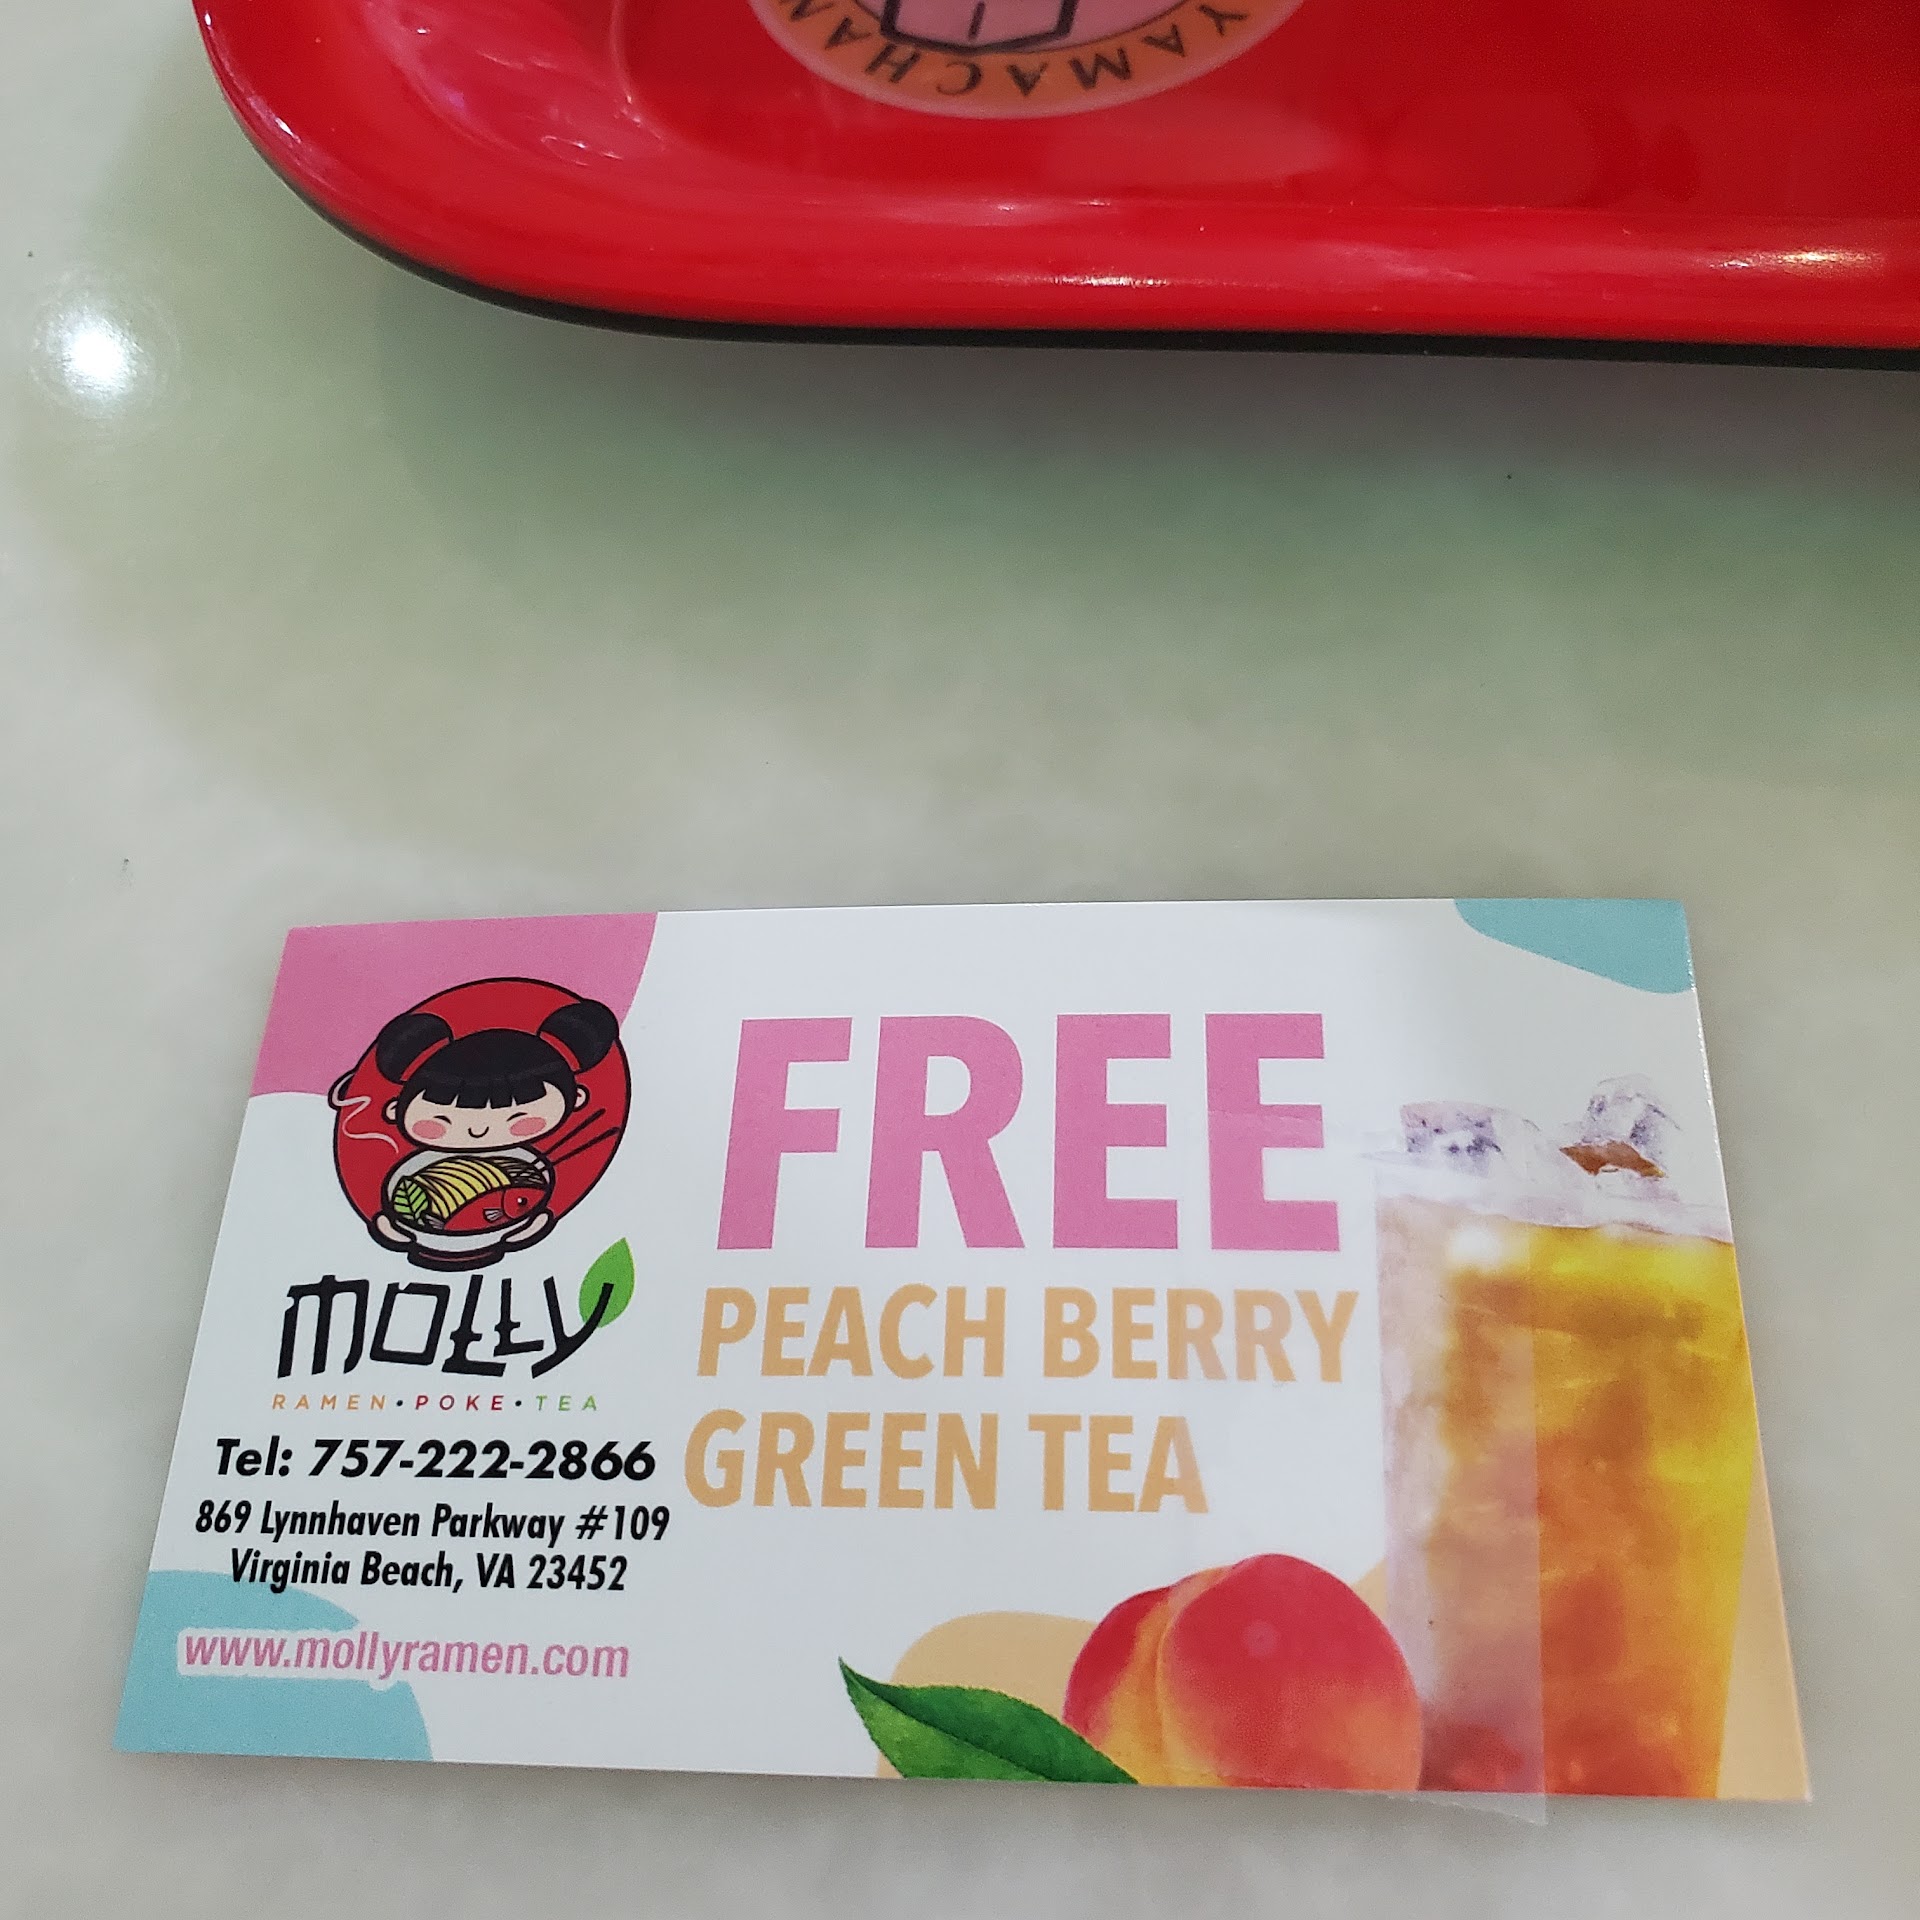 YAMACHAN
FREE
PEACH BERRY
GREEN TEA
MOLLY
RAMEN•POKE•TEA
Tel: 757-222-2866
869 Lynnhaven Parkway #109
Virginia Beach, VA 23452
www.mollyramen.com